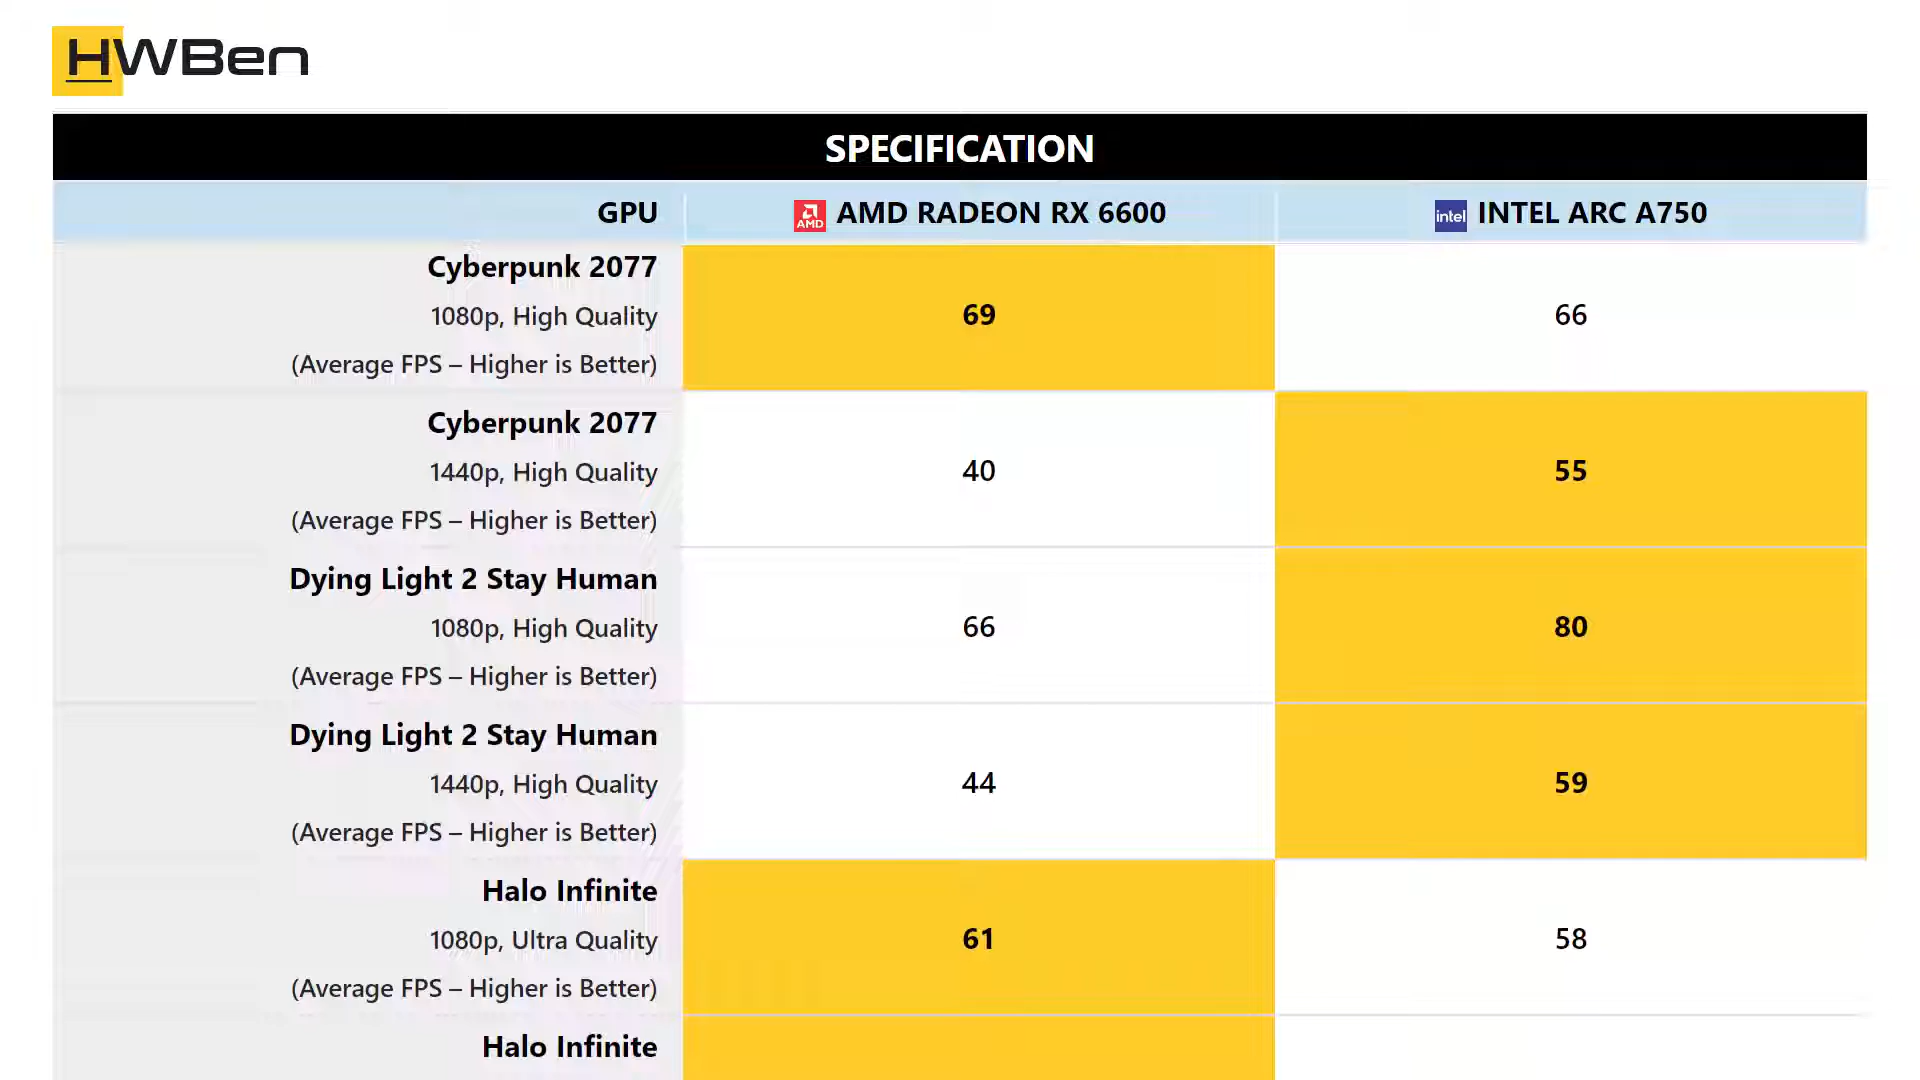 HWBen
SPECIFICATION
GPU AMD AMD RADEON RX 6600 intel INTEL ARC A750
Cyberpunk 2077
1080p, High Quality 69 66
(Average FPS – Higher is Better)
Cyberpunk 2077
1440p, High Quality 40 55
(Average FPS – Higher is Better)
Dying Light 2 Stay Human
1080p, High Quality 66 80
(Average FPS – Higher is Better)
Dying Light 2 Stay Human
1440p, High Quality 44 59
(Average FPS – Higher is Better)
Halo Infinite
1080p, Ultra Quality 61 58
(Average FPS – Higher is Better)
Halo Infinite